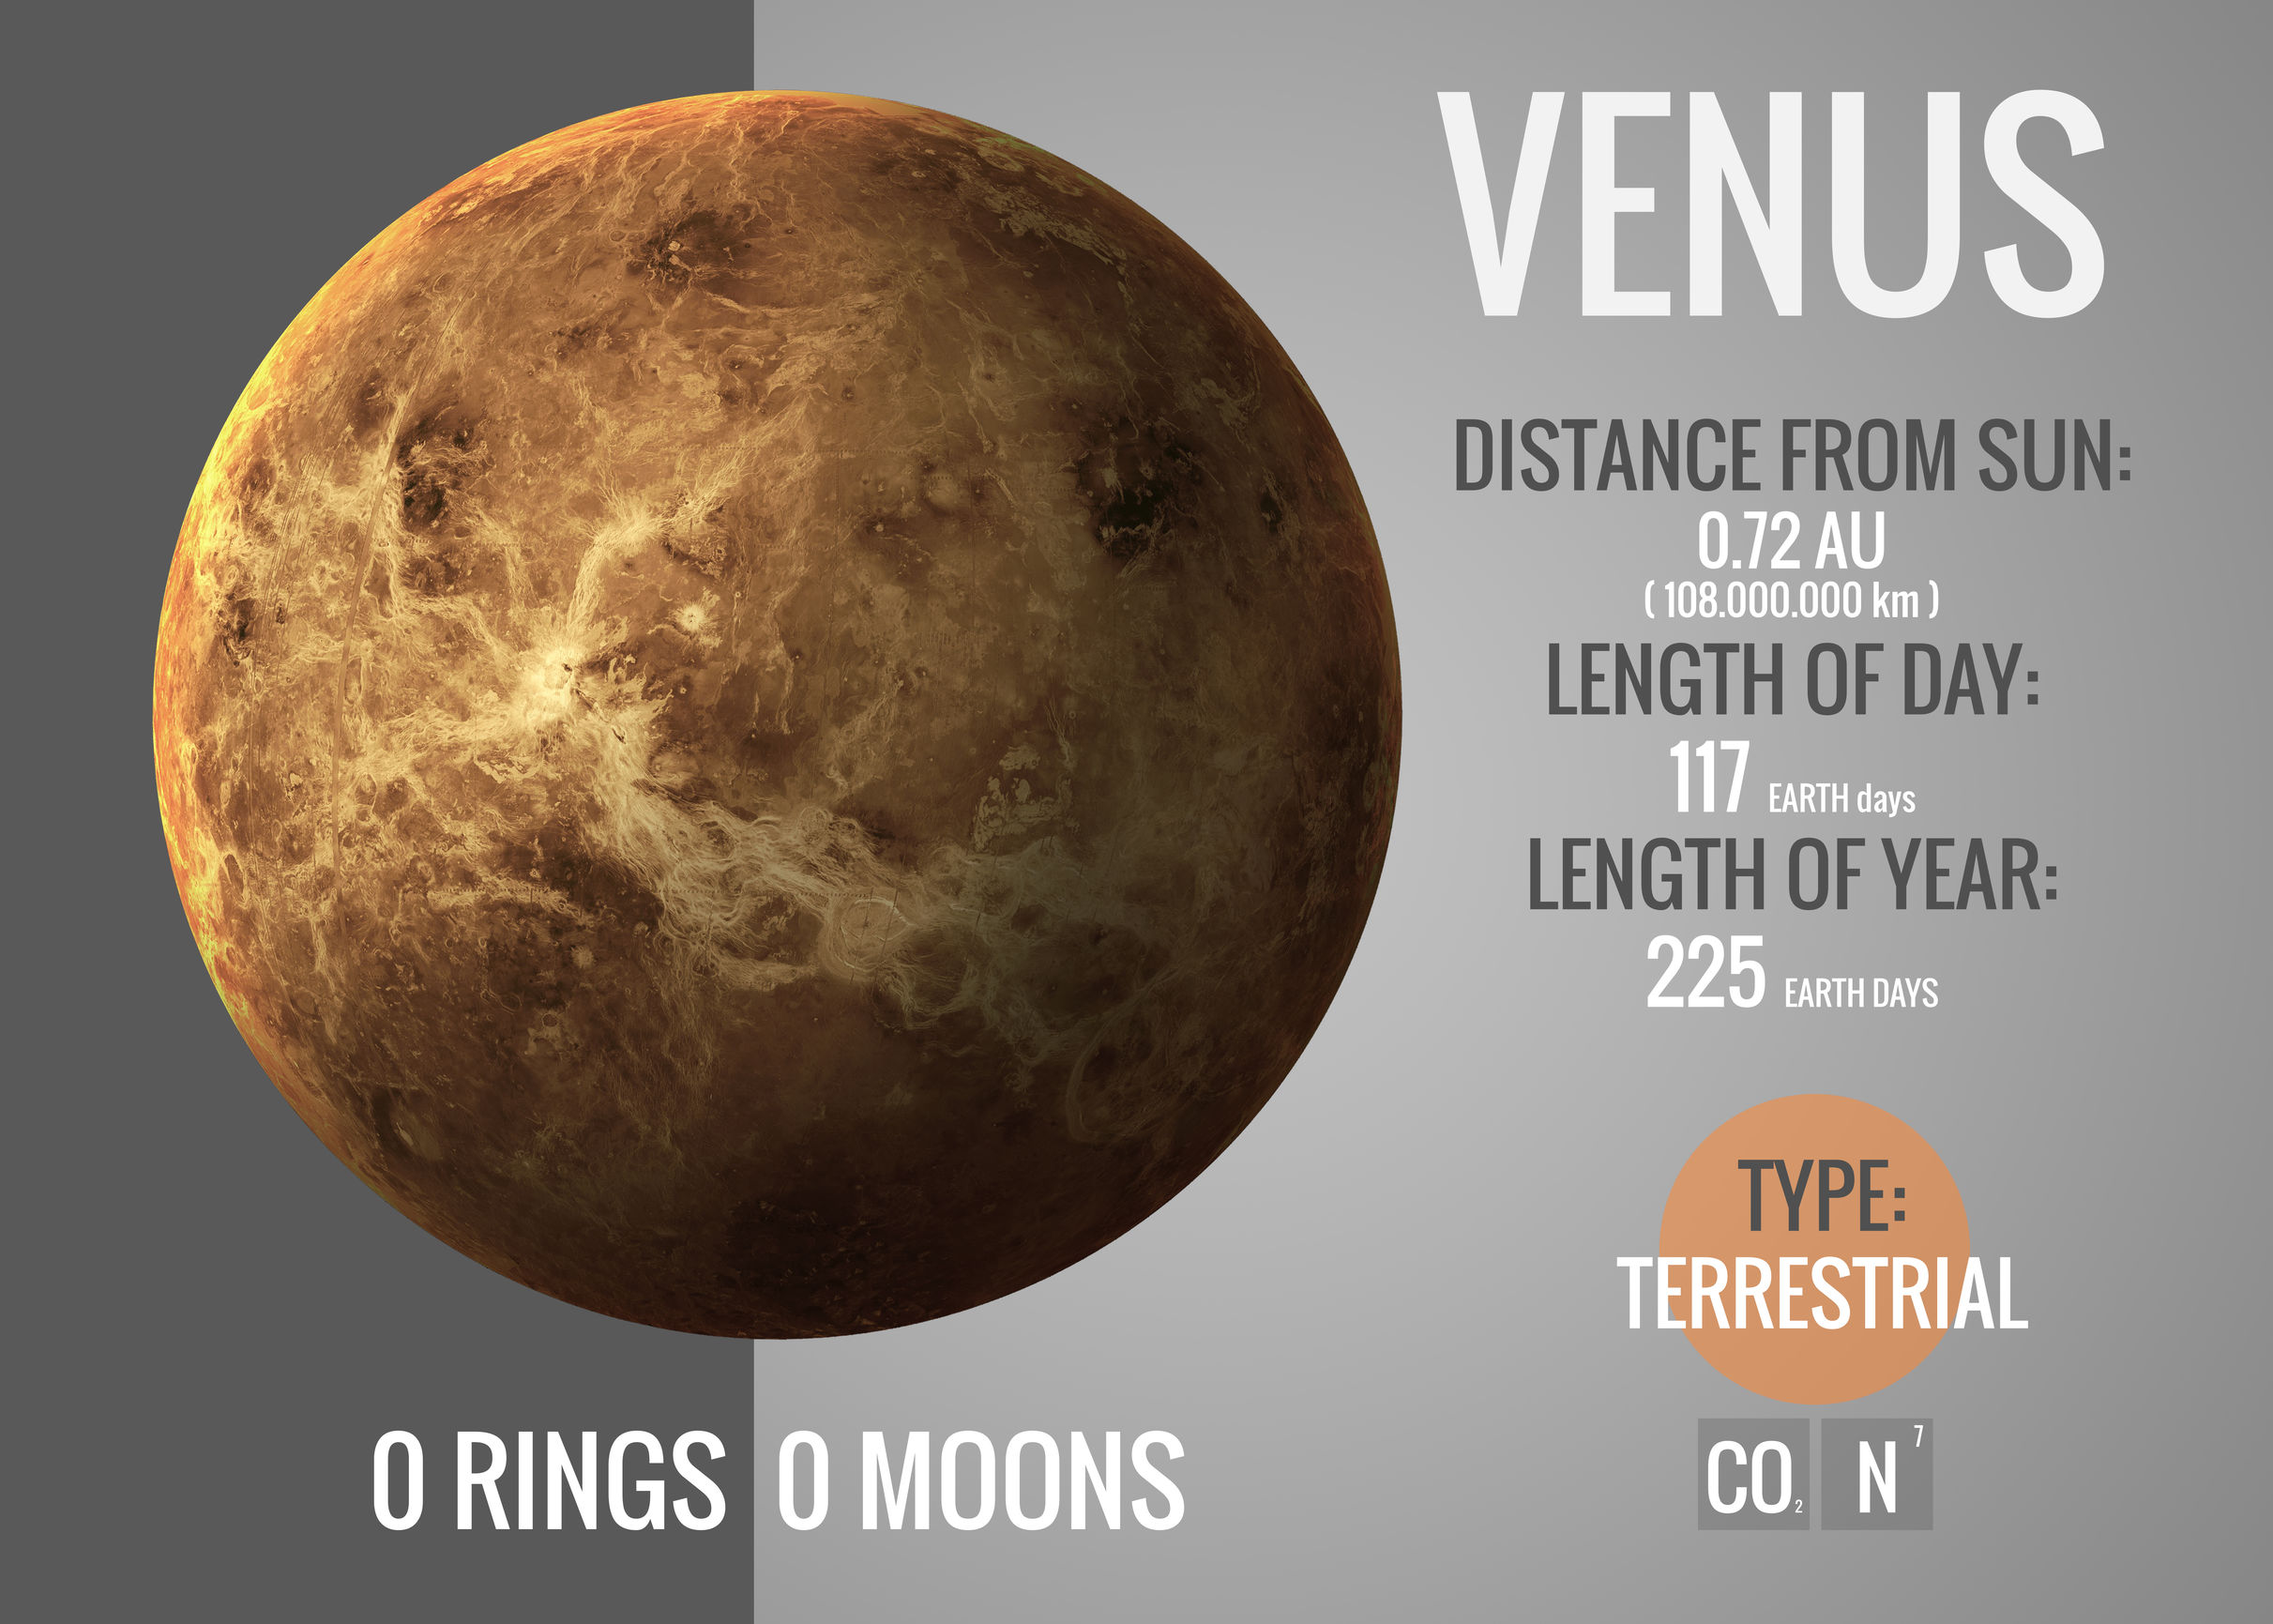 VENUS
DISTANCE FROM SUN:
0.72 AU
( 108.000.000 km )
LENGTH OF DAY:
117 EARTH days
LENGTH OF YEAR:
225 EARTH DAYS
TYPE:
TERRESTRIAL
CO₂ N ⁷
0 RINGS 0 MOONS